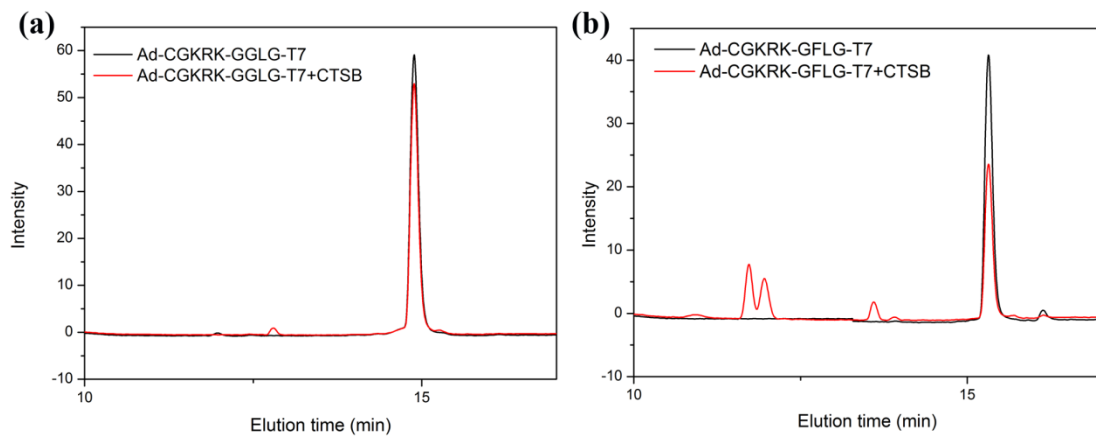 (a)
Ad-CGKRK-GGLG-T7
Ad-CGKRK-GGLG-T7+CTSB
60
50
40
30
20
10
0
-10
Intensity
10
15
Elution time (min)
(b)
Ad-CGKRK-GFLG-T7
Ad-CGKRK-GFLG-T7+CTSB
40
30
20
10
0
-10
Intensity
10
15
Elution time (min)